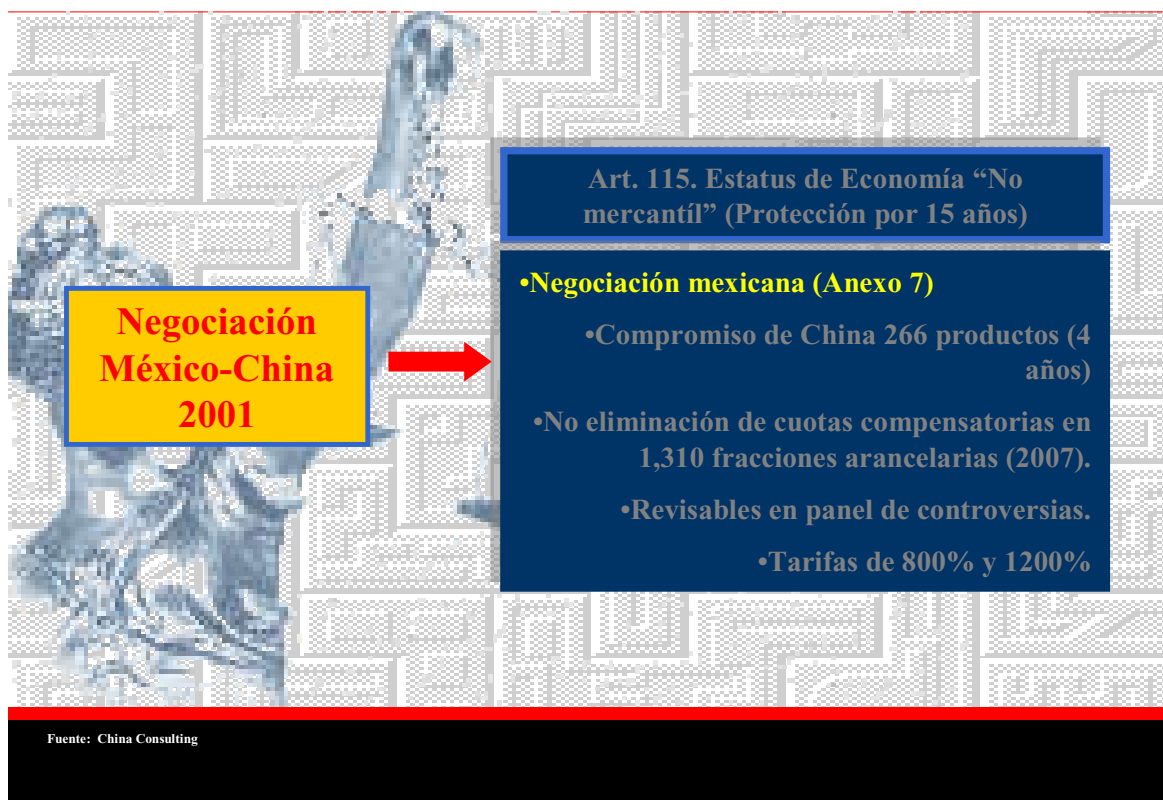 Art. 115. Estatus de Economía “No
mercantíl” (Protección por 15 años)
Negociación
México-China
2001
•Negociación mexicana (Anexo 7)
•Compromiso de China 266 productos (4
años)
•No eliminación de cuotas compensatorias en
1,310 fracciones arancelarias (2007).
•Revisables en panel de controversias.
•Tarifas de 800% y 1200%
Fuente: China Consulting